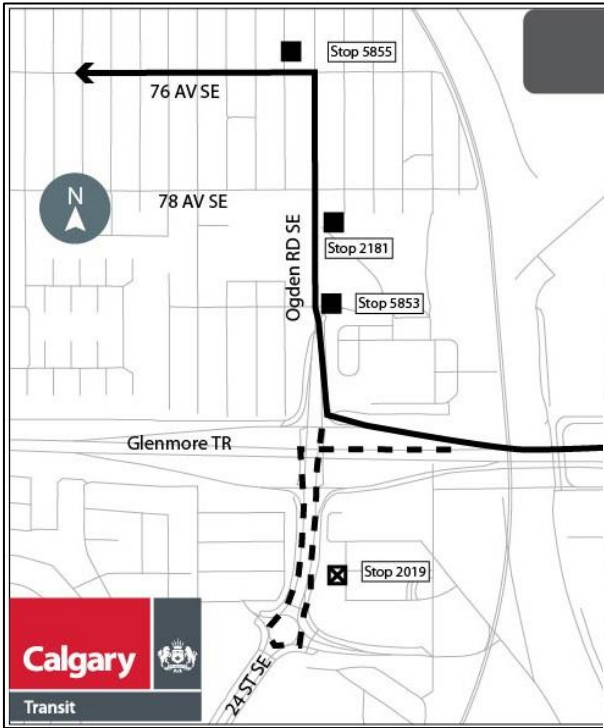 Stop 5855
76 AV SE
N
78 AV SE
Ogden RD SE
Stop 2181
Stop 5853
Glenmore TR
Stop 2019
24 ST SE
Calgary
Transit